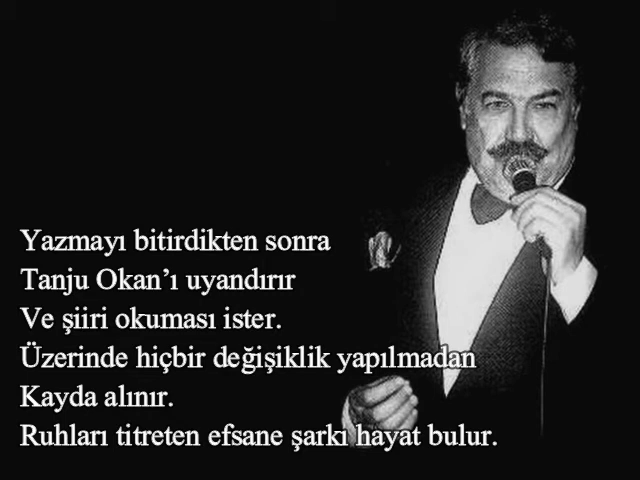 Yazmayı bitirdikten sonra
Tanju Okan’ı uyandırır
Ve şiiri okuması ister.
Üzerinde hiçbir değişiklik yapılmadan
Kayda alınır.
Ruhları titreten efsane şarkı hayat bulur.